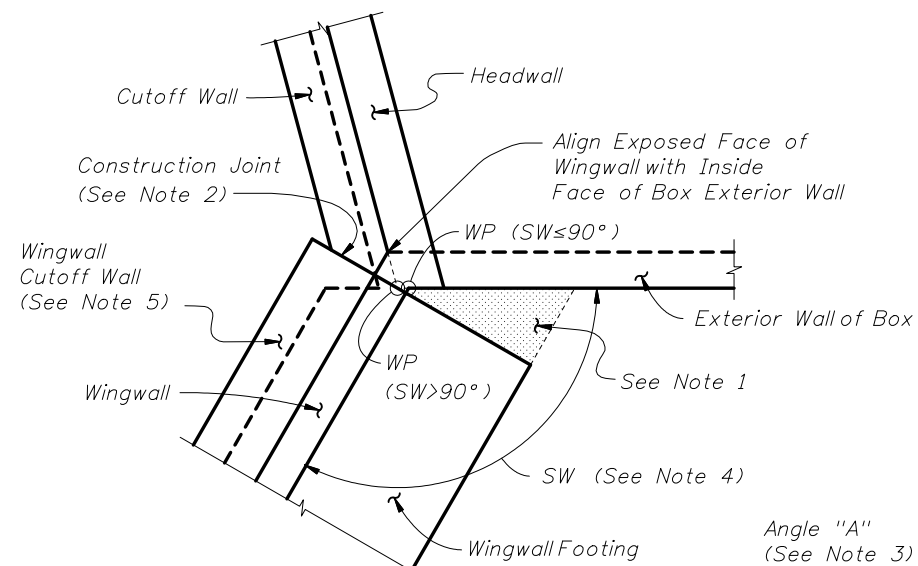 Headwall
Cutoff Wall
Align Exposed Face of
Wingwall with Inside
Face of Box Exterior Wall
Construction Joint
(See Note 2)
WP (SW≤90°)
Wingwall
Cutoff Wall
(See Note 5)
Exterior Wall of Box
WP
(SW>90°)
See Note 1
Wingwall
SW (See Note 4)
Angle "A"
(See Note 3)
Wingwall Footing